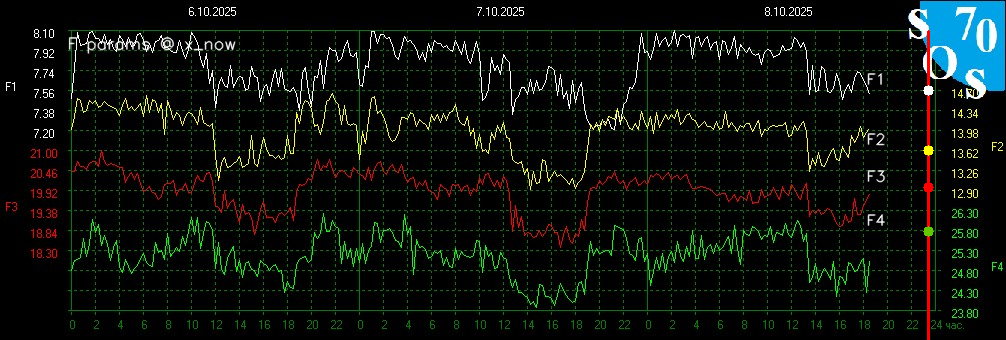 6.10.2025 7.10.2025 8.10.2025
S 70
O
S
F params @ ix_now
8.10
7.92
7.74
F1 7.56
7.38
7.20
21.00
20.46
19.92
F3 19.38
18.84
18.30
F1
F2
F3
F4
14.70
14.34
13.98
13.62 F2
13.26
12.90
26.30
25.80
25.30
24.80 F4
24.30
23.80
0 2 4 6 8 10 12 14 16 18 20 22 0 2 4 6 8 10 12 14 16 18 20 22 0 2 4 6 8 10 12 14 16 18 20 22 24 час.